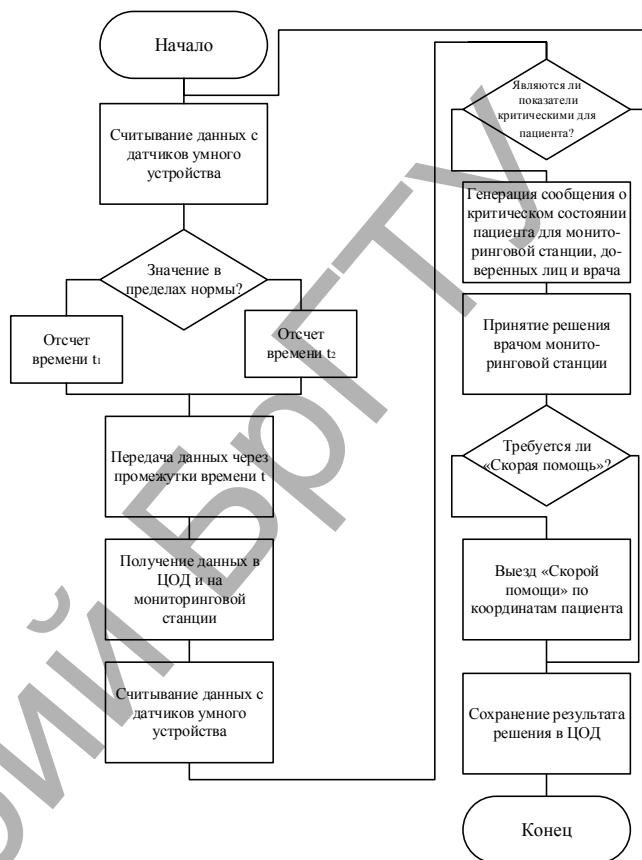 Начало
Считывание данных с
датчиков умного
устройства
Значение в
пределах нормы?
Отсчет
времени t₁
Отсчет
времени t₂
Передача данных через
промежутки времени t
Получение данных в
ЦОД и на
мониторинговой
станции
Считывание данных с
датчиков умного
устройства
Являются ли
показатели
критическими для
пациента?
Генерация сообщения о
критическом состоянии
пациента для монито-
ринговой станции, до-
веренных лиц и врача
Принятие решения
врачом монито-
ринговой станции
Требуется ли
«Скорая помощь»?
Выезд «Скорой
помощи» по
координатам пациента
Сохранение результата
решения в ЦОД
Конец
рий БрГТУ